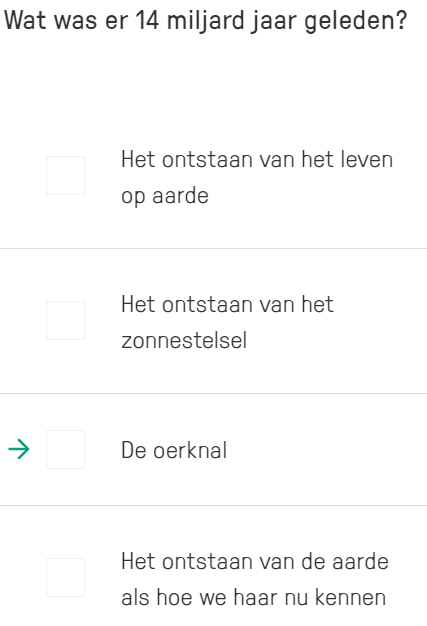 Wat was er 14 miljard jaar geleden?
Het ontstaan van het leven
op aarde
Het ontstaan van het
zonnestelsel
De oerknal
Het ontstaan van de aarde
als hoe we haar nu kennen